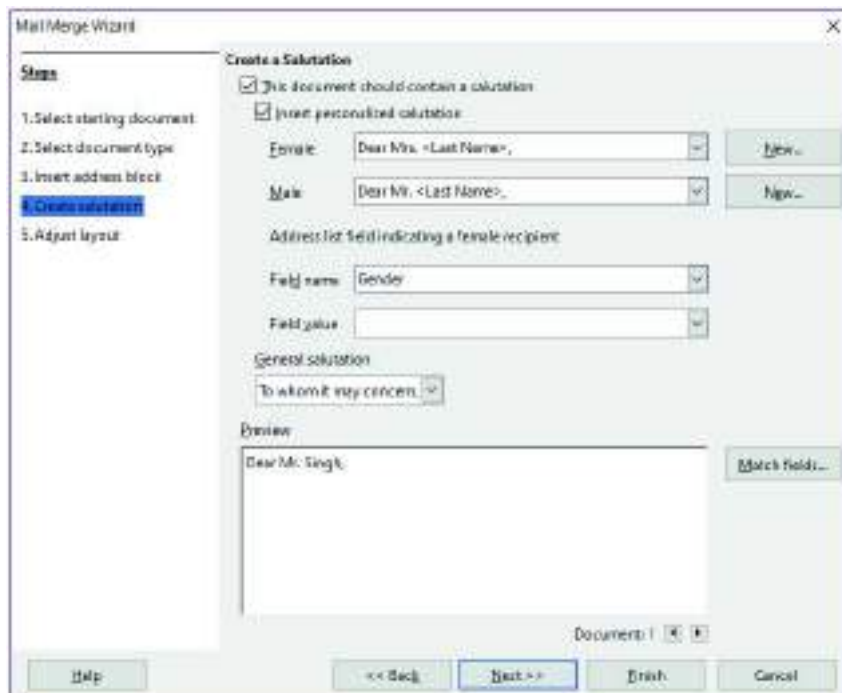 Mail Merge Wizard
Steps
1. Select starting document
2. Select document type
3. Insert address block
4. Create salutation
5. Adjust layout
Create a Salutation
This document should contain a salutation
Insert personalized salutation
Female Dear Mrs. <Last Name>, New...
Male Dear Mr. <Last Name>, New...
Address list field indicating a female recipient
Field name Gender
Field value
General salutation
To whom it may concern,
Preview
Dear Mr. Singh,
Match fields...
Document: 1
Help << Back Next >> Finish Cancel